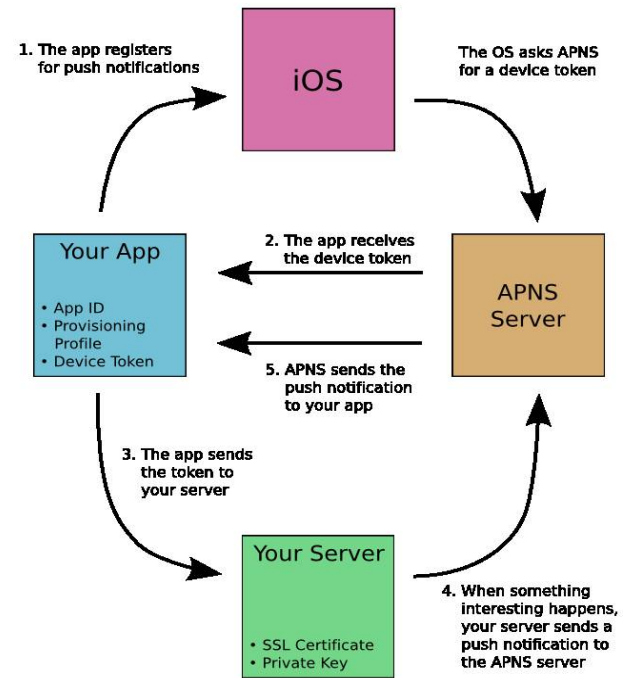 1. The app registers
for push notifications
iOS
The OS asks APNS
for a device token
Your App
• App ID
• Provisioning
Profile
• Device Token
2. The app receives
the device token
APNS
Server
5. APNS sends the
push notification
to your app
3. The app sends
the token to
your server
Your Server
• SSL Certificate
• Private Key
4. When something
interesting happens,
your server sends a
push notification to
the APNS server